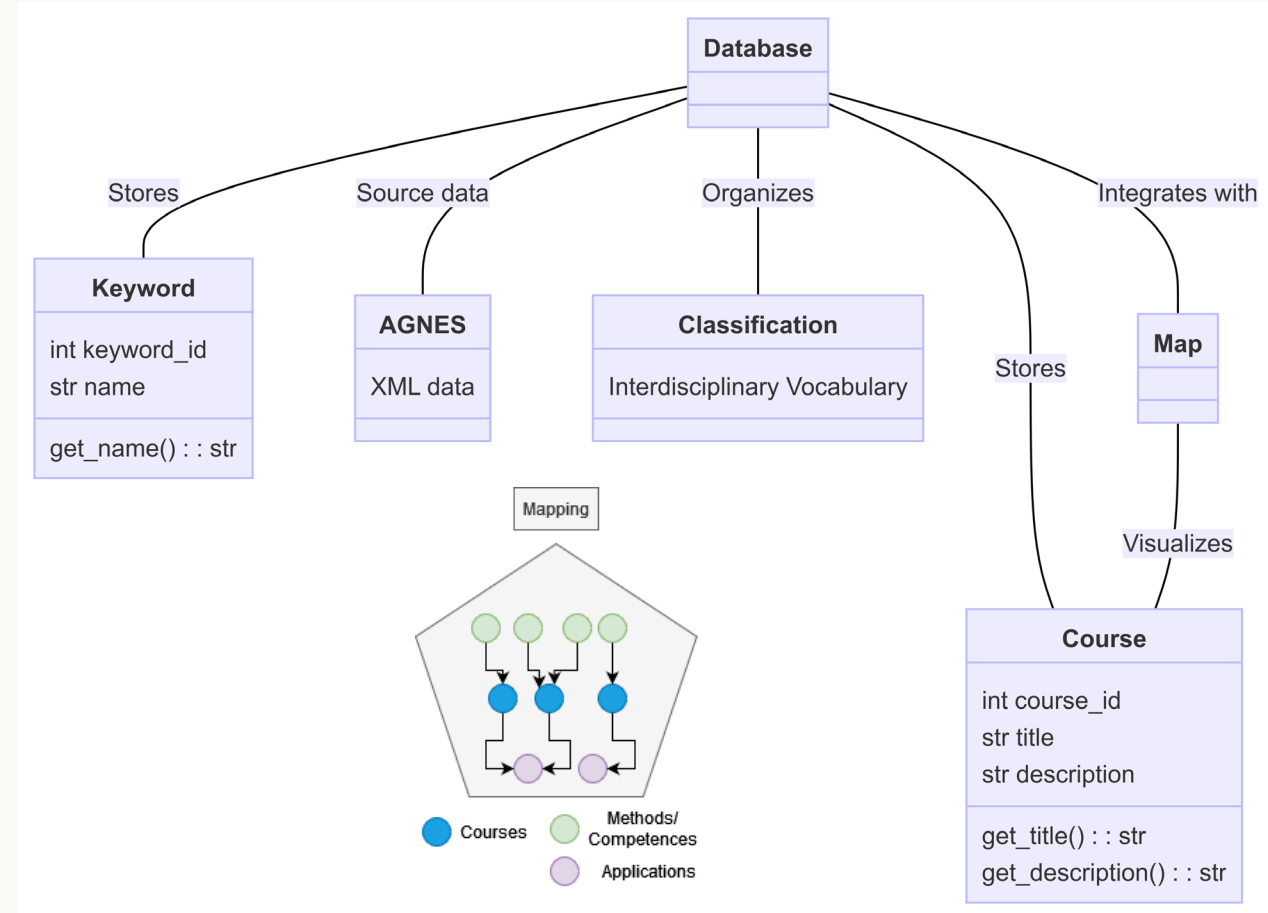 Database
Stores
Source data
Organizes
Integrates with
Keyword
int keyword_id
str name
get_name() : : str
AGNES
XML data
Classification
Interdisciplinary Vocabulary
Map
Stores
Visualizes
Mapping
Courses
Methods/
Competences
Applications
Course
int course_id
str title
str description
get_title() : : str
get_description() : : str